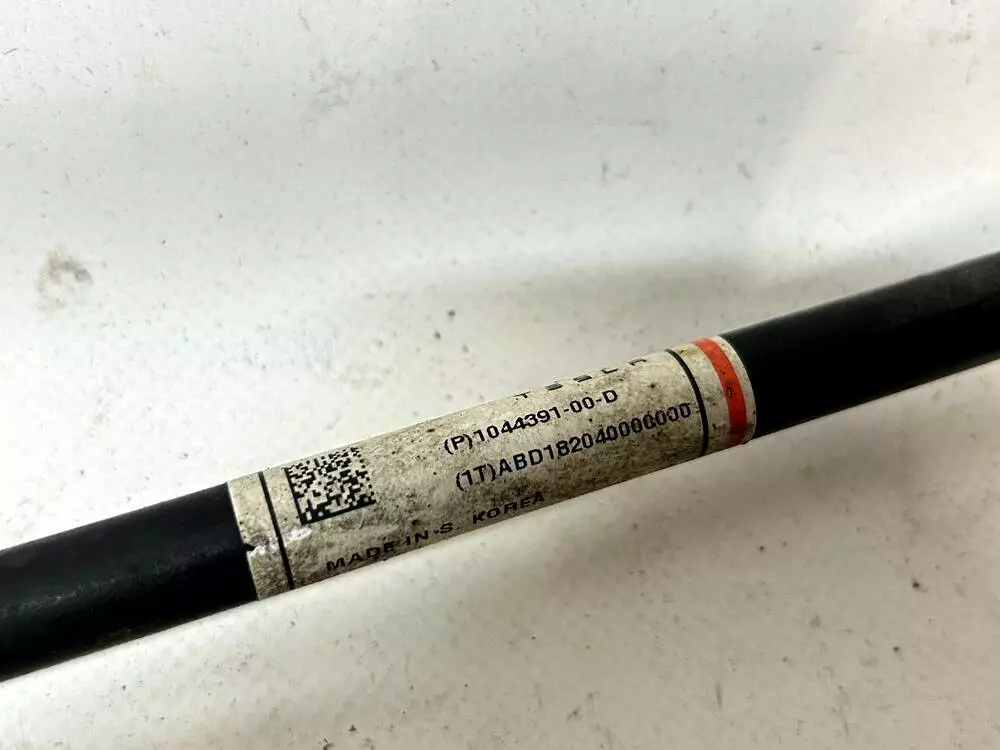 TESLA
(P)1044391-00-D
(1T)ABD182040000000
MADE IN S. KOREA